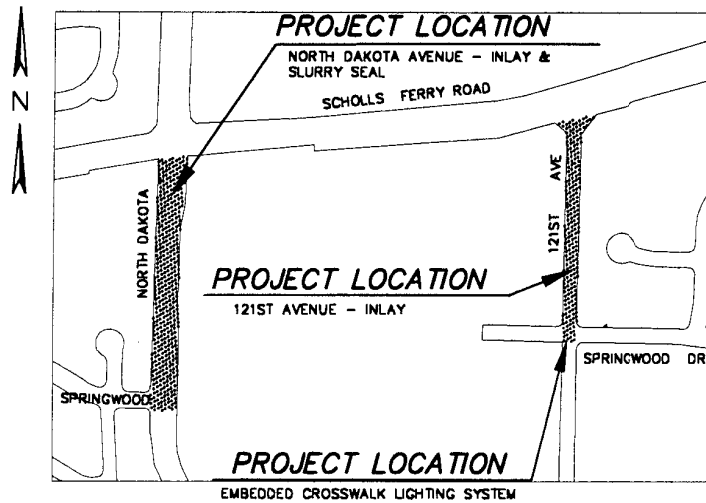 PROJECT LOCATION
NORTH DAKOTA AVENUE - INLAY &
SLURRY SEAL
SCHOLLS FERRY ROAD
N
NORTH DAKOTA
121ST AVE
PROJECT LOCATION
121ST AVENUE - INLAY
SPRINGWOOD DR
SPRINGWOOD
PROJECT LOCATION
EMBEDDED CROSSWALK LIGHTING SYSTEM